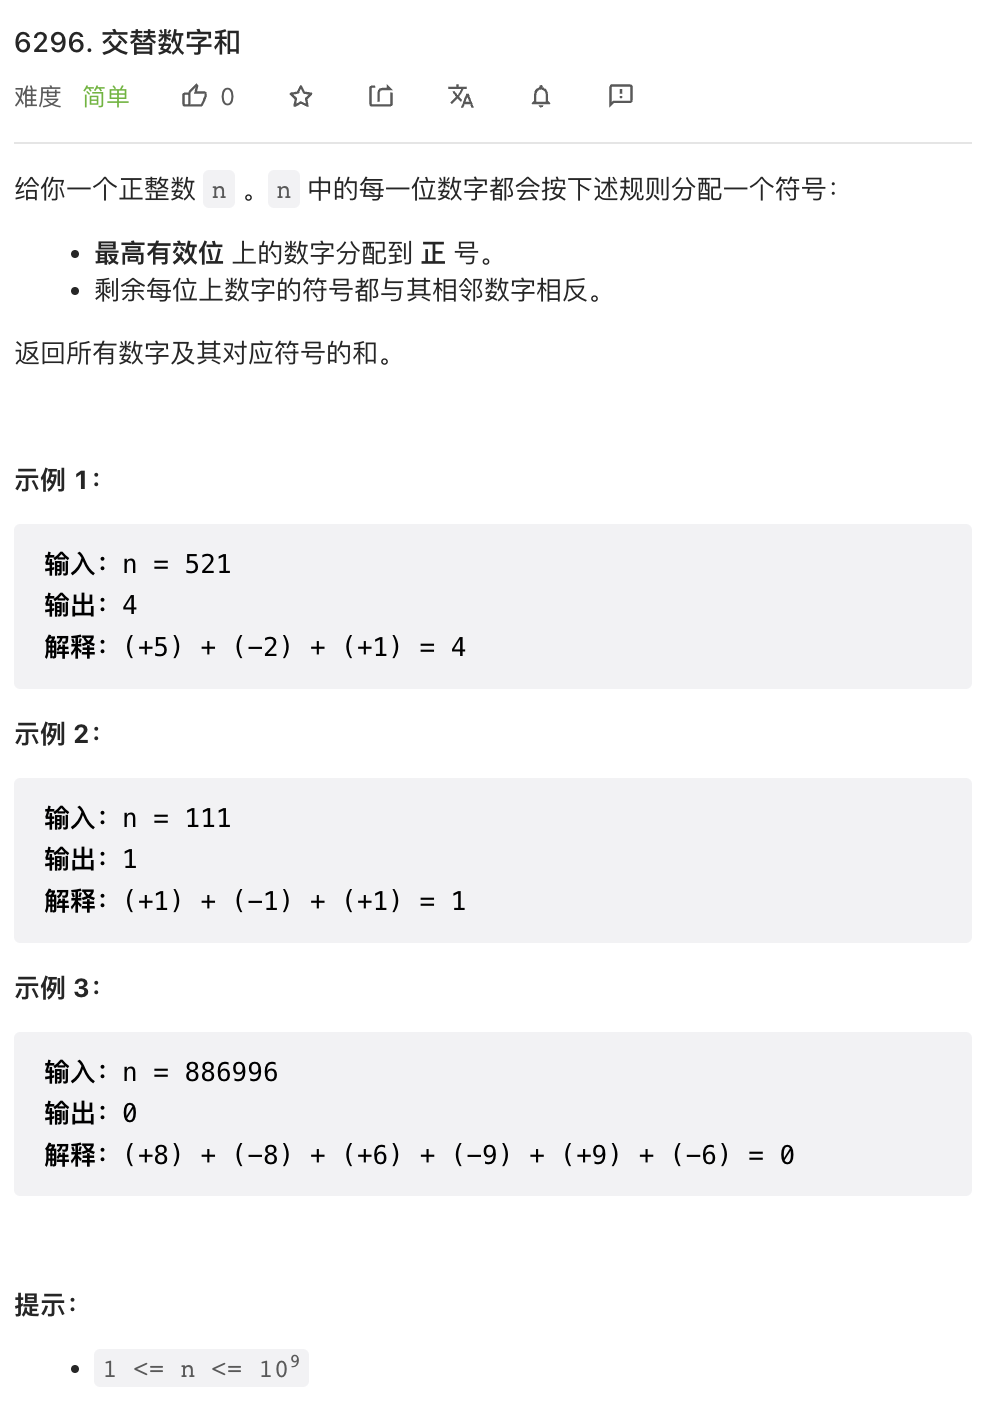 6296. 交替数字和
难度 简单 0
给你一个正整数 n 。n 中的每一位数字都会按下述规则分配一个符号：
• 最高有效位 上的数字分配到 正 号。
• 剩余每位上数字的符号都与其相邻数字相反。
返回所有数字及其对应符号的和。
示例 1：
输入：n = 521
输出：4
解释：(+5) + (-2) + (+1) = 4
示例 2：
输入：n = 111
输出：1
解释：(+1) + (-1) + (+1) = 1
示例 3：
输入：n = 886996
输出：0
解释：(+8) + (-8) + (+6) + (-9) + (+9) + (-6) = 0
提示：
• 1 <= n <= 10⁹